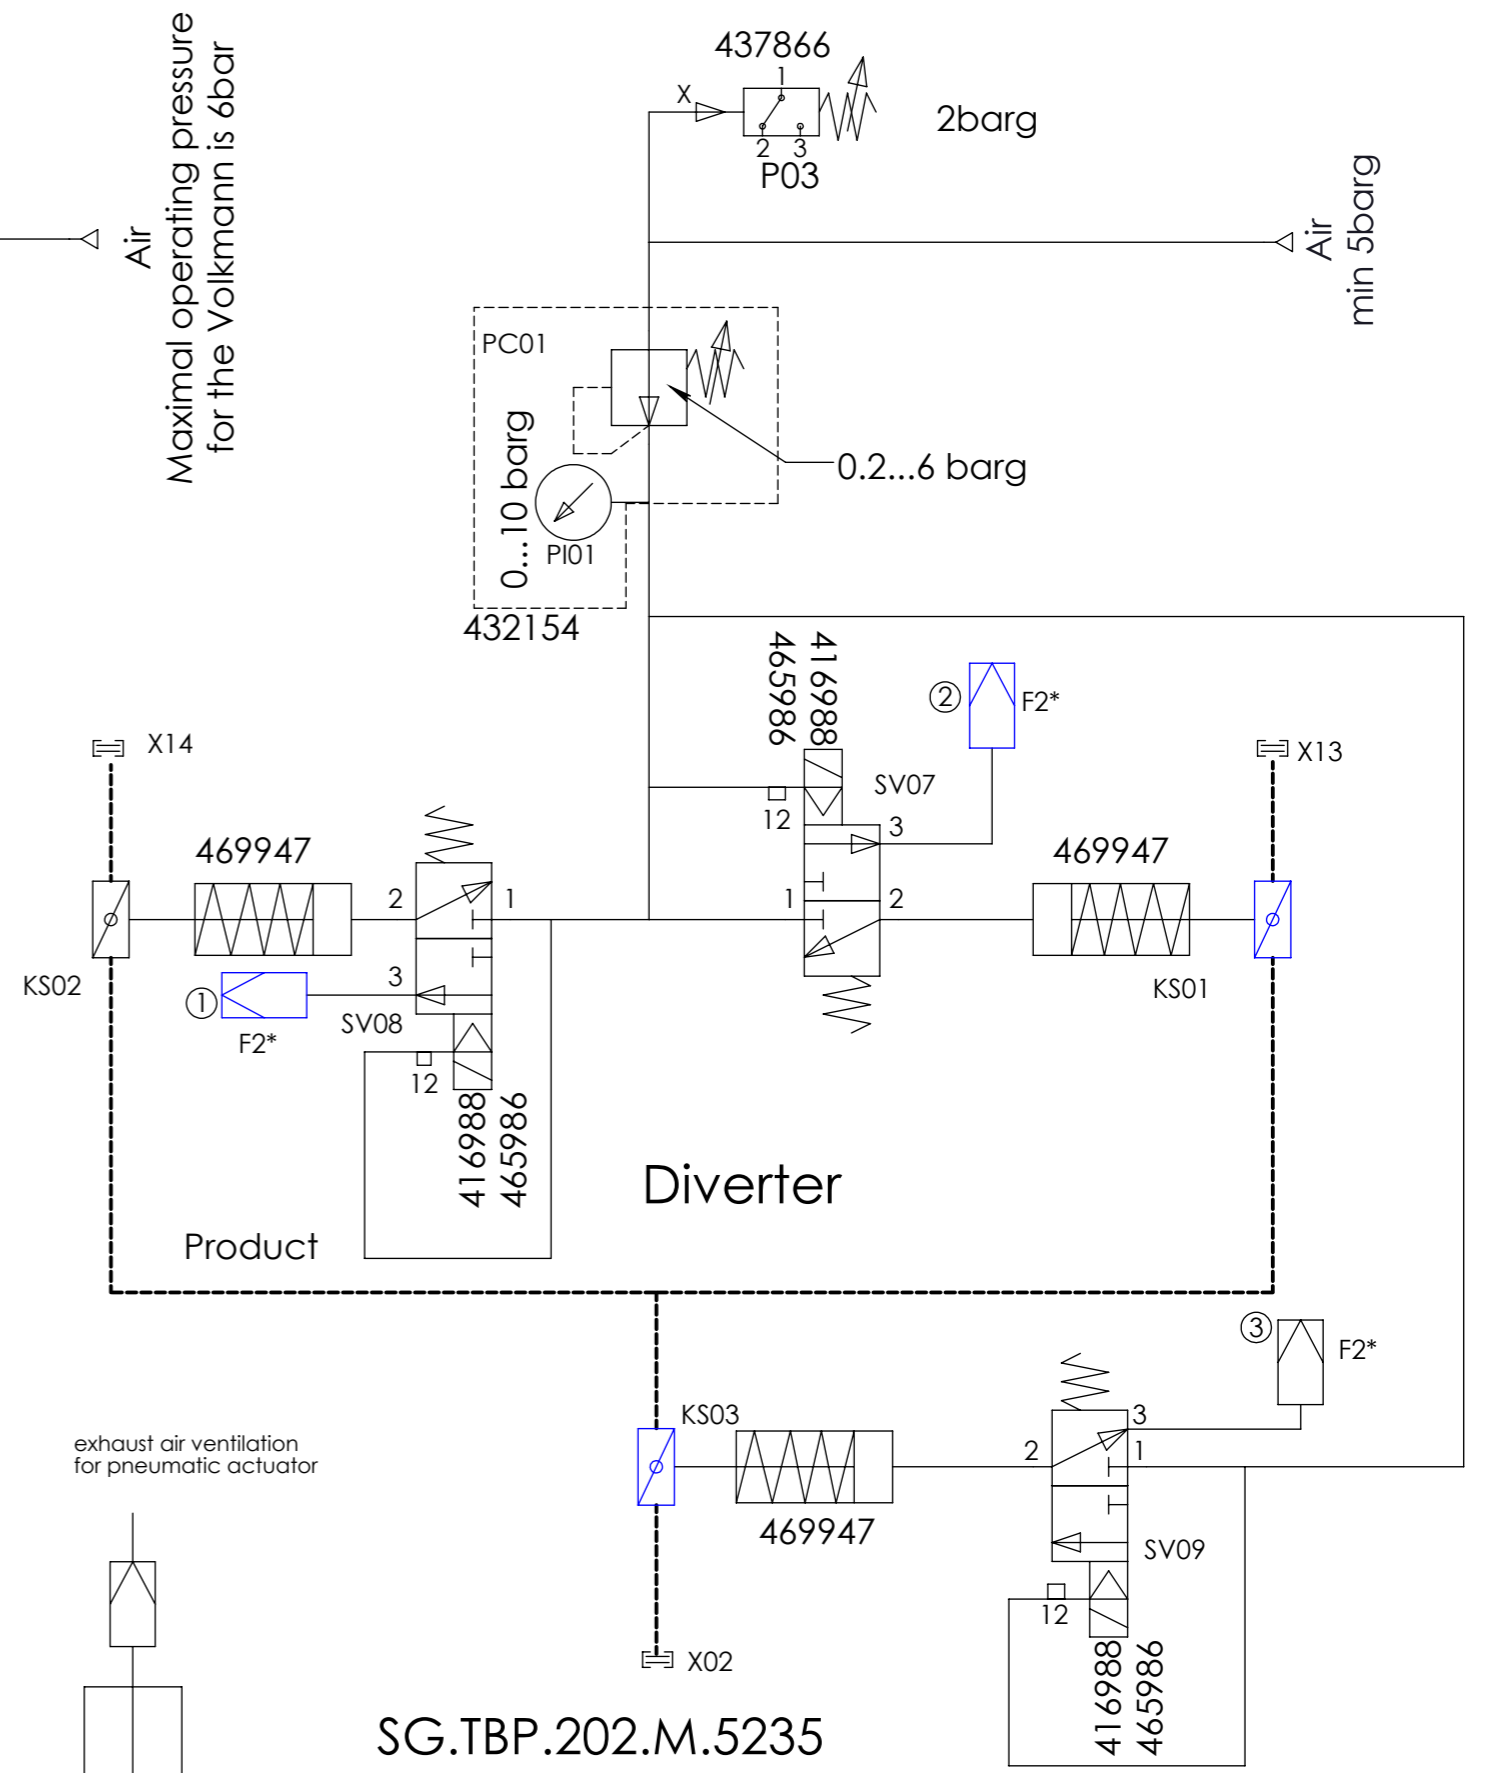 437866
1
X
2 3
P03
2barg
Air
Maximal operating pressure
for the Volkmann is 6bar
Air
min 5barg
PC01
0...10 barg
PI01
0.2...6 barg
432154
416988
465986
2
F2*
X14
X13
SV07
12
3
469947
2
1
1
2
469947
KS02
3
1
SV08
F2*
KS01
12
416988
465986
Diverter
Product
3
F2*
KS03
3
2
1
exhaust air ventilation
for pneumatic actuator
469947
SV09
12
416988
465986
X02
SG.TBP.202.M.5235